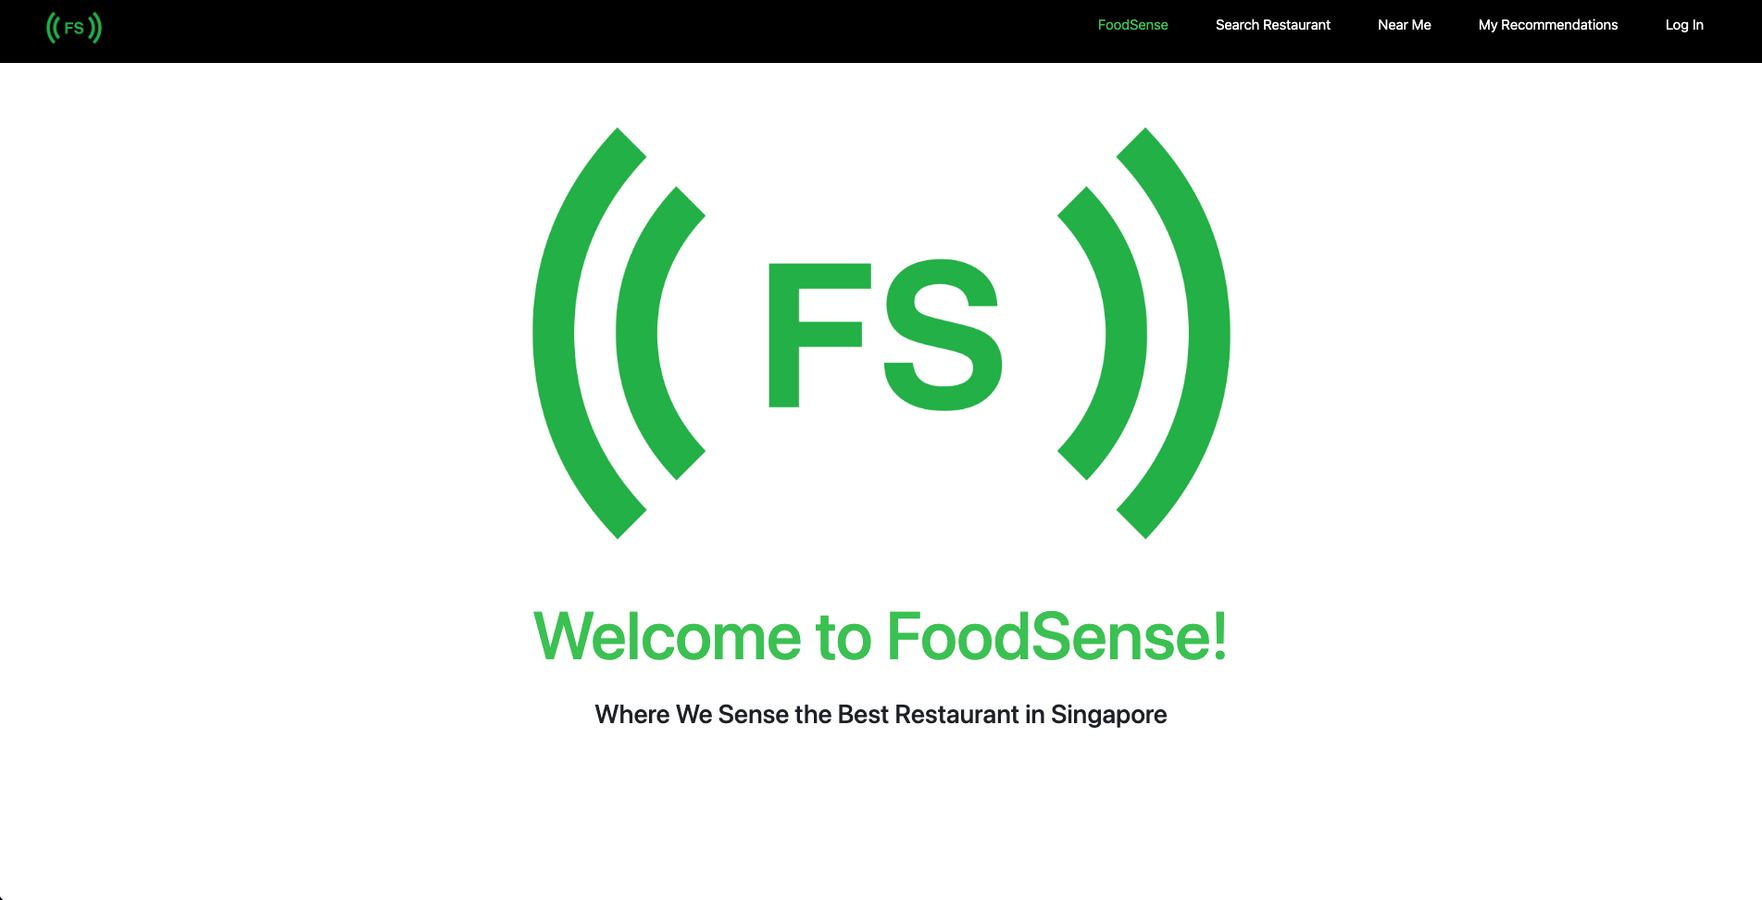 FS
FoodSense
Search Restaurant
Near Me
My Recommendations
Log In
FS
Welcome to FoodSense!
Where We Sense the Best Restaurant in Singapore